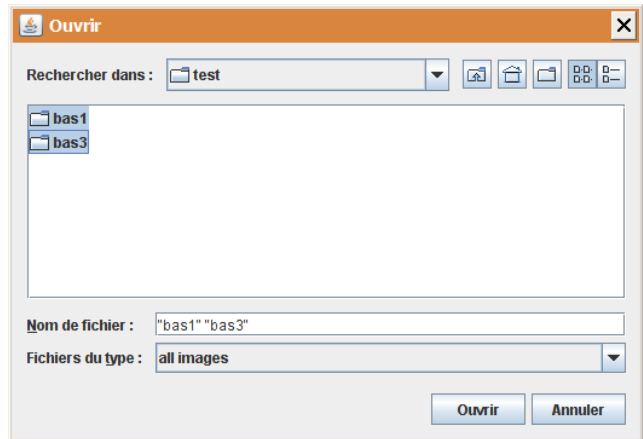 Ouvrir
Rechercher dans : test
bas1
bas3
Nom de fichier : "bas1" "bas3"
Fichiers du type : all images
Ouvrir Annuler